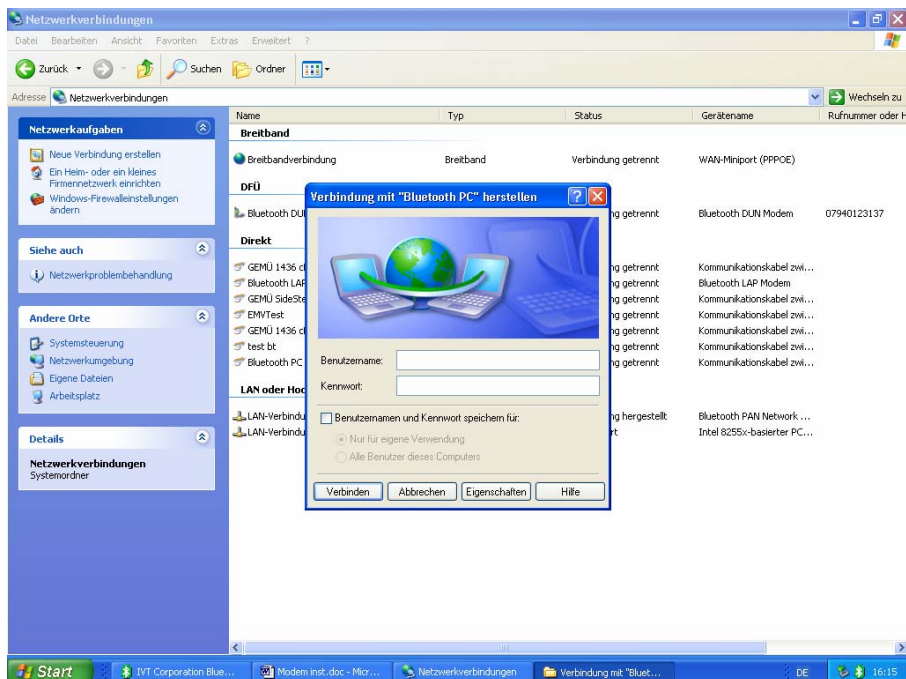 Netzwerkverbindungen
Datei Bearbeiten Ansicht Favoriten Extras Erweitert ?
Zurück Suchen Ordner
Adresse Netzwerkverbindungen Wechseln zu
Name Typ Status Gerätename Rufnummer oder H
Netzwerkaufgaben
Neue Verbindung erstellen
Ein Heim- oder ein kleines
Firmennetzwerk einrichten
Windows-Firewalleinstellungen
ändern
Siehe auch
Netzwerkproblembehandlung
Andere Orte
Systemsteuerung
Netzwerkumgebung
Eigene Dateien
Arbeitsplatz
Details
Netzwerkverbindungen
Systemordner
Breitband
Breitbandverbindung Breitband Verbindung getrennt WAN-Miniport (PPPOE)
DFÜ
Bluetooth DU ng getrennt Bluetooth DUN Modem 07940123137
Direkt
GEMÜ 1436 cl ng getrennt Kommunikationskabel zwi...
Bluetooth LAP ng getrennt Bluetooth LAP Modem
GEMÜ SideSte ng getrennt Kommunikationskabel zwi...
EMVTest ng getrennt Kommunikationskabel zwi...
GEMÜ 1436 cl ng getrennt Kommunikationskabel zwi...
test bt ng getrennt Kommunikationskabel zwi...
Bluetooth PC ng getrennt Kommunikationskabel zwi...
LAN oder Hoc
LAN-Verbindu ng hergestellt Bluetooth PAN Network ...
LAN-Verbindu rt Intel 8255x-basierter PC...
Verbindung mit "Bluetooth PC" herstellen
Benutzername:
Kennwort:
Benutzernamen und Kennwort speichern für:
Nur für eigene Verwendung
Alle Benutzer dieses Computers
Verbinden Abbrechen Eigenschaften Hilfe
Start IVT Corporation Blue... Modem inst.doc - Micr... Netzwerkverbindungen Verbindung mit "Bluet... DE 16:15